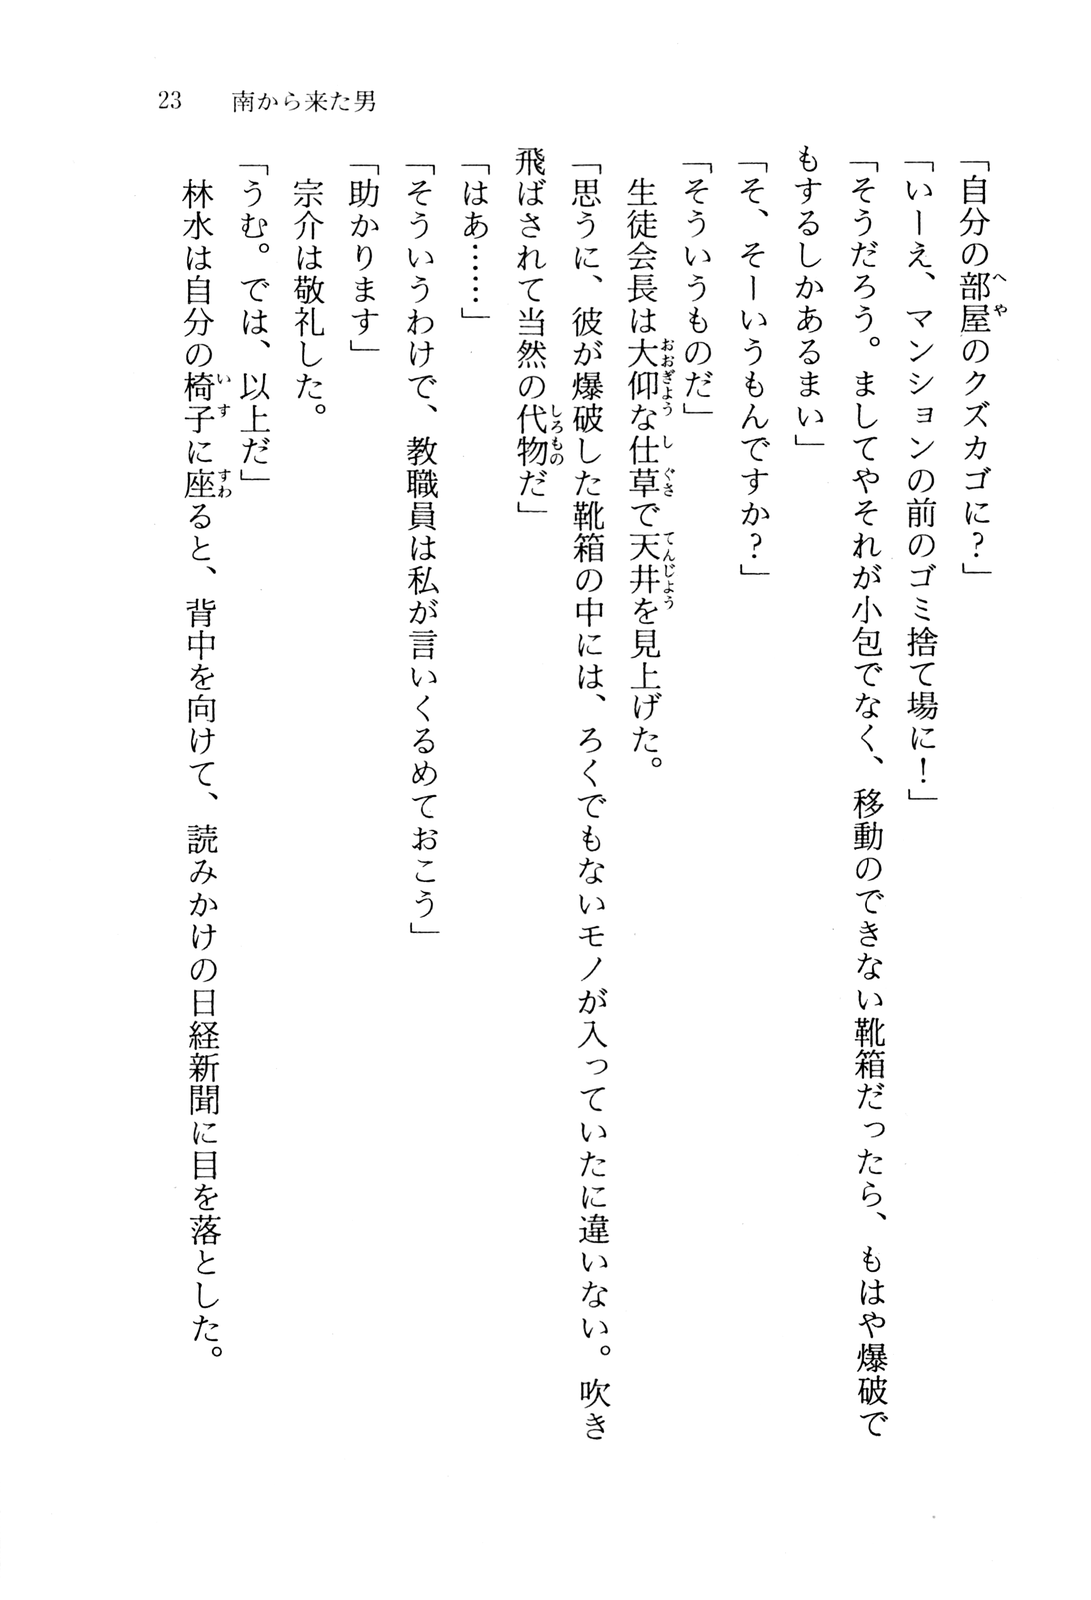 23 南から来た男
「自分の部屋のクズカゴに？」
「いーえ、マンションの前のゴミ捨て場に！」
「そうだろう。ましてやそれが小包でなく、移動のできない靴箱だったら、もはや爆破で
もするしかあるまい」
「そ、そーいうもんですか？」
「そういうものだ」
　生徒会長は大仰な仕草で天井を見上げた。
「思うに、彼が爆破した靴箱の中には、ろくでもないモノが入っていたに違いない。吹き
飛ばされて当然の代物だ」
「はあ……」
「そういうわけで、教職員は私が言いくるめておこう」
「助かります」
　宗介は敬礼した。
「うむ。では、以上だ」
　林水は自分の椅子に座ると、背中を向けて、読みかけの日経新聞に目を落とした。